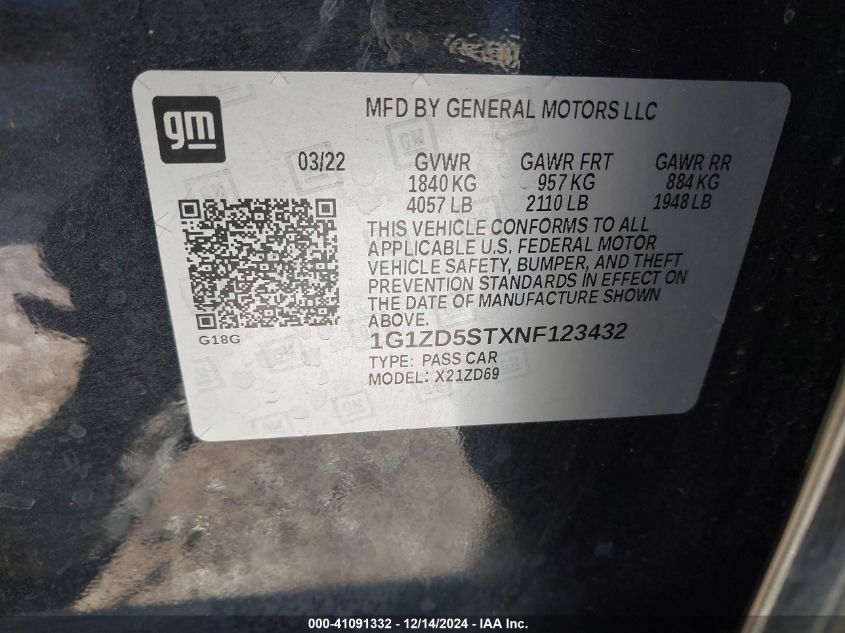 gm
MFD BY GENERAL MOTORS LLC
03/22 GVWR GAWR FRT GAWR RR
1840 KG 957 KG 884 KG
4057 LB 2110 LB 1948 LB
THIS VEHICLE CONFORMS TO ALL
APPLICABLE U.S. FEDERAL MOTOR
VEHICLE SAFETY, BUMPER, AND THEFT
PREVENTION STANDARDS IN EFFECT ON
THE DATE OF MANUFACTURE SHOWN
ABOVE.
G18G
1G1ZD5STXNF123432
TYPE: PASS CAR
MODEL: X21ZD69
000-41091332 - 12/14/2024 - IAA Inc.